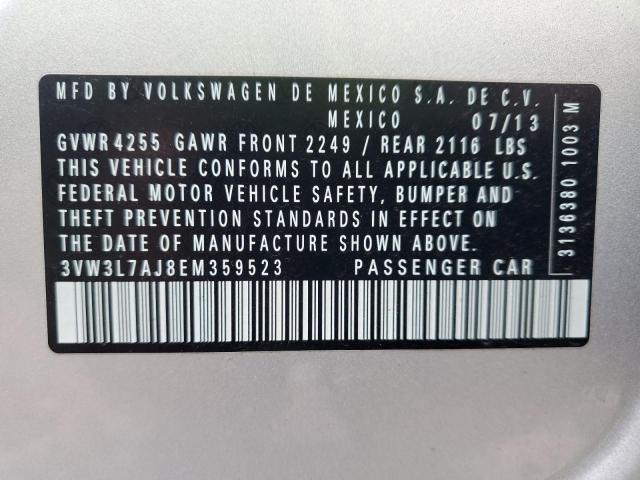 MFD BY VOLKSWAGEN DE MEXICO S.A. DE C.V.
MEXICO 07/13
GVWR 4255 GAWR FRONT 2249 / REAR 2116 LBS
THIS VEHICLE CONFORMS TO ALL APPLICABLE U.S.
FEDERAL MOTOR VEHICLE SAFETY, BUMPER AND
THEFT PREVENTION STANDARDS IN EFFECT ON
THE DATE OF MANUFACTURE SHOWN ABOVE.
3VW3L7AJ8EM359523 PASSENGER CAR
3136380 1003 M